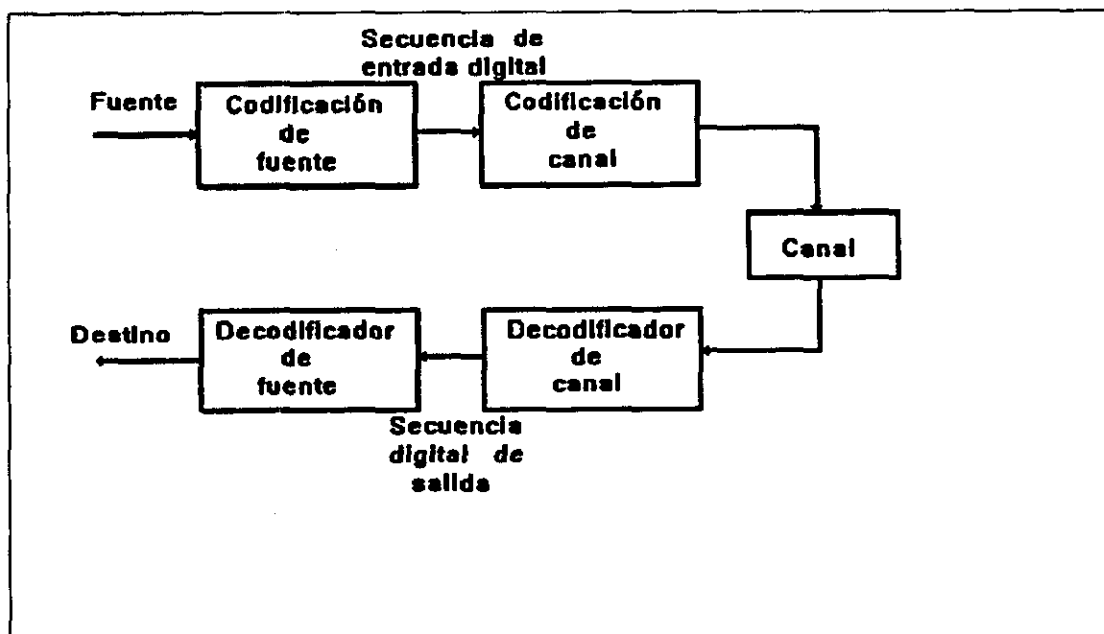 Secuencia de
entrada digital
Fuente
Codificación
de
fuente
Codificación
de
canal
Canal
Destino
Decodificador
de
fuente
Decodificador
de
canal
Secuencia
digital de
salida